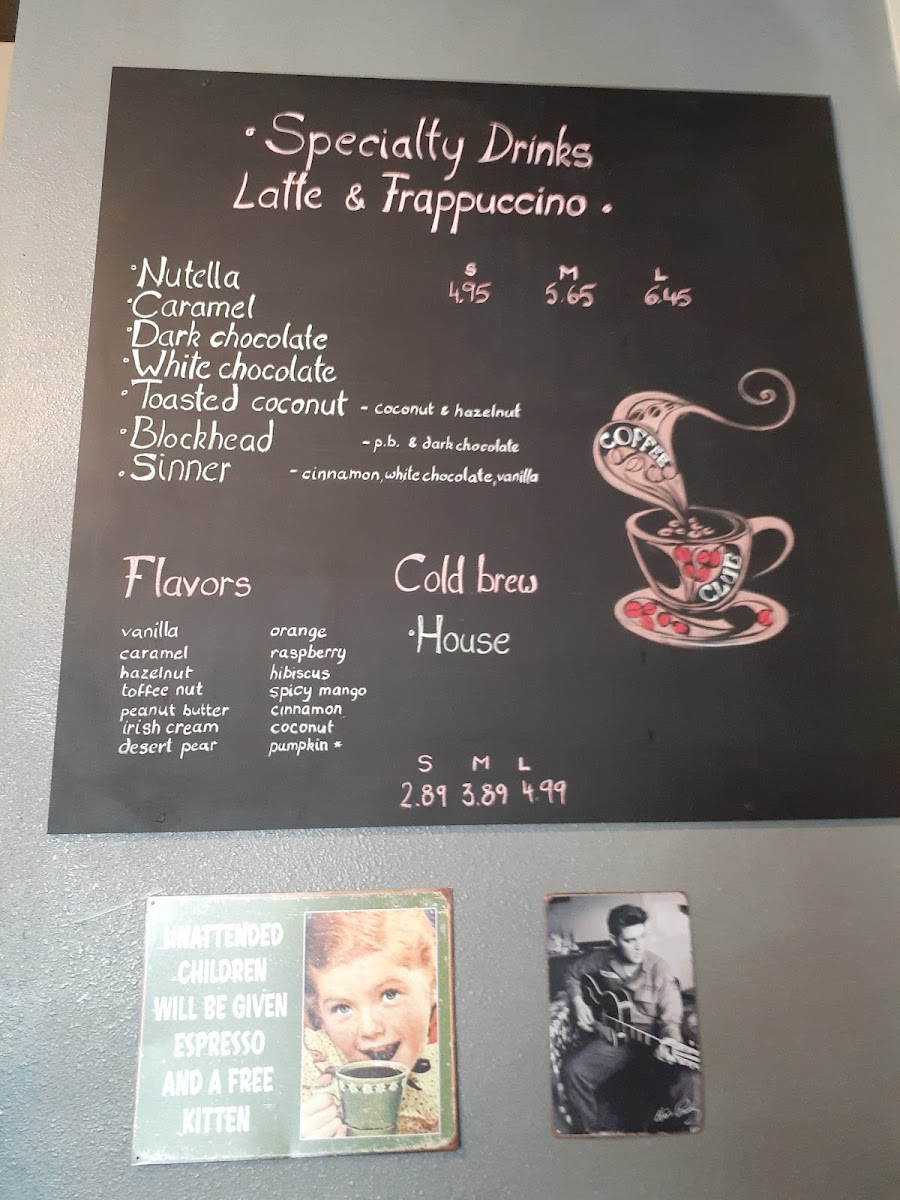 • Specialty Drinks
Latte & Frappuccino •
S M L
4.95 5.65 6.45
• Nutella
• Caramel
• Dark chocolate
• White chocolate
• Toasted coconut - coconut & hazelnut
• Blockhead - p.b. & dark chocolate
• Sinner - cinnamon, white chocolate, vanilla
COFFEE
CLUE
Flavors
vanilla
caramel
hazelnut
toffee nut
peanut butter
irish cream
desert pear
orange
raspberry
hibiscus
spicy mango
cinnamon
coconut
pumpkin *
Cold brew
• House
S M L
2.89 3.89 4.99
UNATTENDED
CHILDREN
WILL BE GIVEN
ESPRESSO
AND A FREE
KITTEN
Elvis Presley